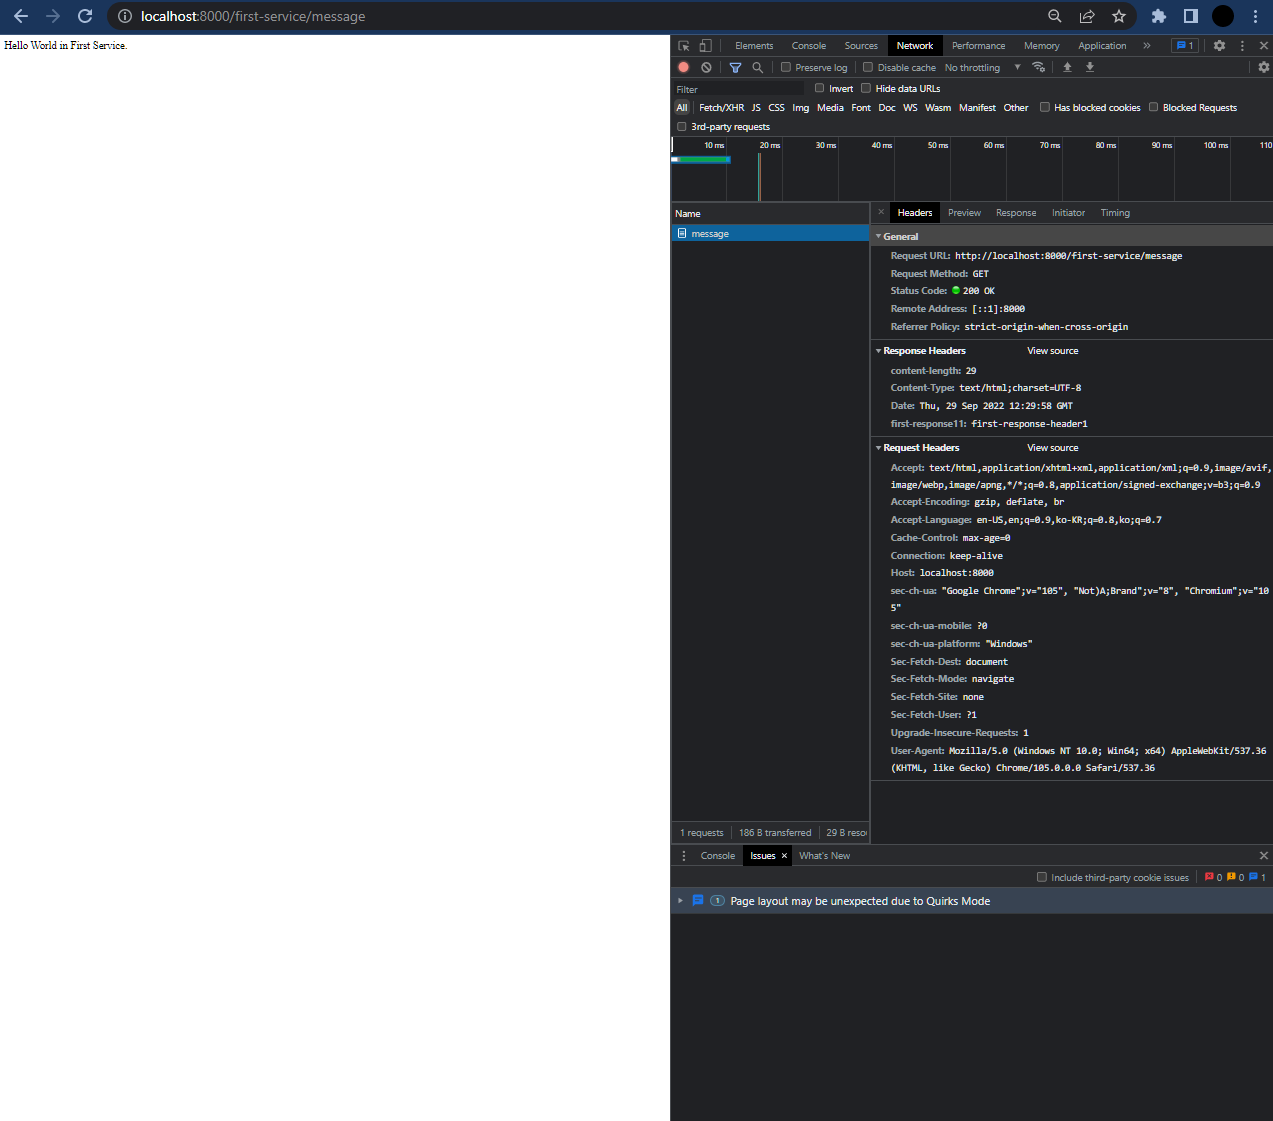 localhost:8000/first-service/message
Hello World in First Service.
Elements Console Sources Network Performance Memory Application » 1
Preserve log Disable cache No throttling
Filter Invert Hide data URLs
All Fetch/XHR JS CSS Img Media Font Doc WS Wasm Manifest Other Has blocked cookies Blocked Requests
3rd-party requests
10 ms 20 ms 30 ms 40 ms 50 ms 60 ms 70 ms 80 ms 90 ms 100 ms 110
Name
message
1 requests 186 B transferred 29 B resou
× Headers Preview Response Initiator Timing
General
Request URL: http://localhost:8000/first-service/message
Request Method: GET
Status Code: 200 OK
Remote Address: [::1]:8000
Referrer Policy: strict-origin-when-cross-origin
Response Headers View source
content-length: 29
Content-Type: text/html;charset=UTF-8
Date: Thu, 29 Sep 2022 12:29:58 GMT
first-response11: first-response-header1
Request Headers View source
Accept: text/html,application/xhtml+xml,application/xml;q=0.9,image/avif,
image/webp,image/apng,*/*;q=0.8,application/signed-exchange;v=b3;q=0.9
Accept-Encoding: gzip, deflate, br
Accept-Language: en-US,en;q=0.9,ko-KR;q=0.8,ko;q=0.7
Cache-Control: max-age=0
Connection: keep-alive
Host: localhost:8000
sec-ch-ua: "Google Chrome";v="105", "Not)A;Brand";v="8", "Chromium";v="10
5"
sec-ch-ua-mobile: ?0
sec-ch-ua-platform: "Windows"
Sec-Fetch-Dest: document
Sec-Fetch-Mode: navigate
Sec-Fetch-Site: none
Sec-Fetch-User: ?1
Upgrade-Insecure-Requests: 1
User-Agent: Mozilla/5.0 (Windows NT 10.0; Win64; x64) AppleWebKit/537.36
(KHTML, like Gecko) Chrome/105.0.0.0 Safari/537.36
Console Issues × What's New
Include third-party cookie issues 0 0 1
1 Page layout may be unexpected due to Quirks Mode